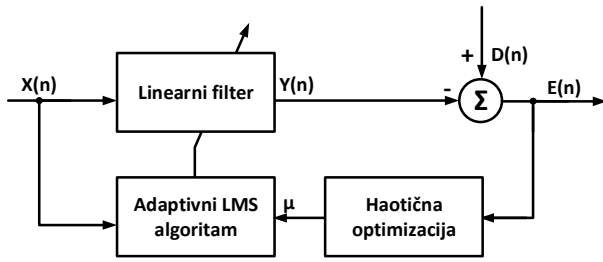 X(n)
Linearni filter
Y(n)
+
D(n)
-
Σ
E(n)
Adaptivni LMS
algoritam
μ
Haotična
optimizacija